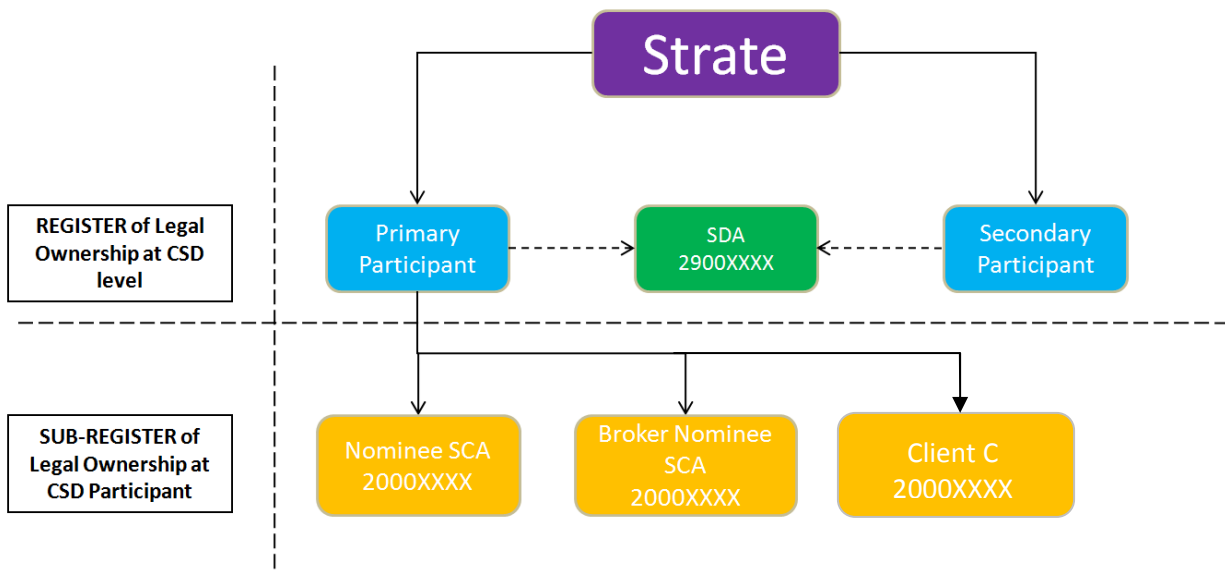 Strate
REGISTER of Legal
Ownership at CSD
level
Primary
Participant
SDA
2900XXXX
Secondary
Participant
SUB-REGISTER of
Legal Ownership at
CSD Participant
Nominee SCA
2000XXXX
Broker Nominee
SCA
2000XXXX
Client C
2000XXXX